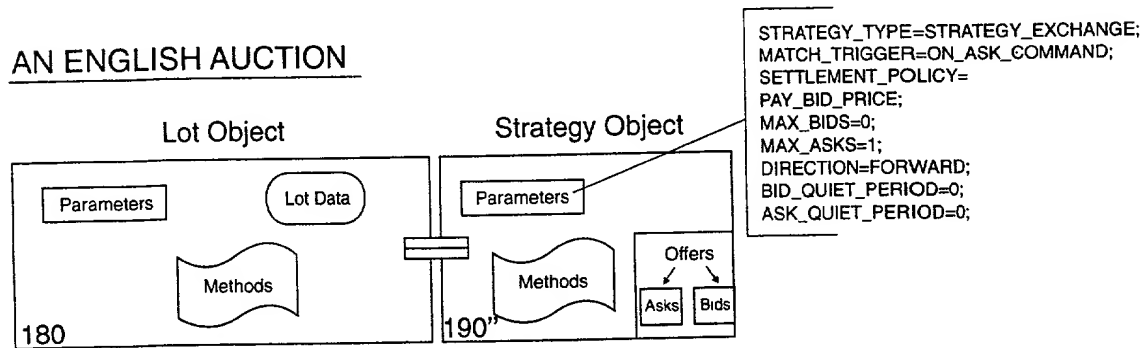 AN ENGLISH AUCTION
Lot Object
Parameters
Lot Data
Methods
180
Strategy Object
Parameters
Methods
Offers
Asks
Bids
190"
STRATEGY_TYPE=STRATEGY_EXCHANGE;
MATCH_TRIGGER=ON_ASK_COMMAND;
SETTLEMENT_POLICY=
PAY_BID_PRICE;
MAX_BIDS=0;
MAX_ASKS=1;
DIRECTION=FORWARD;
BID_QUIET_PERIOD=0;
ASK_QUIET_PERIOD=0;